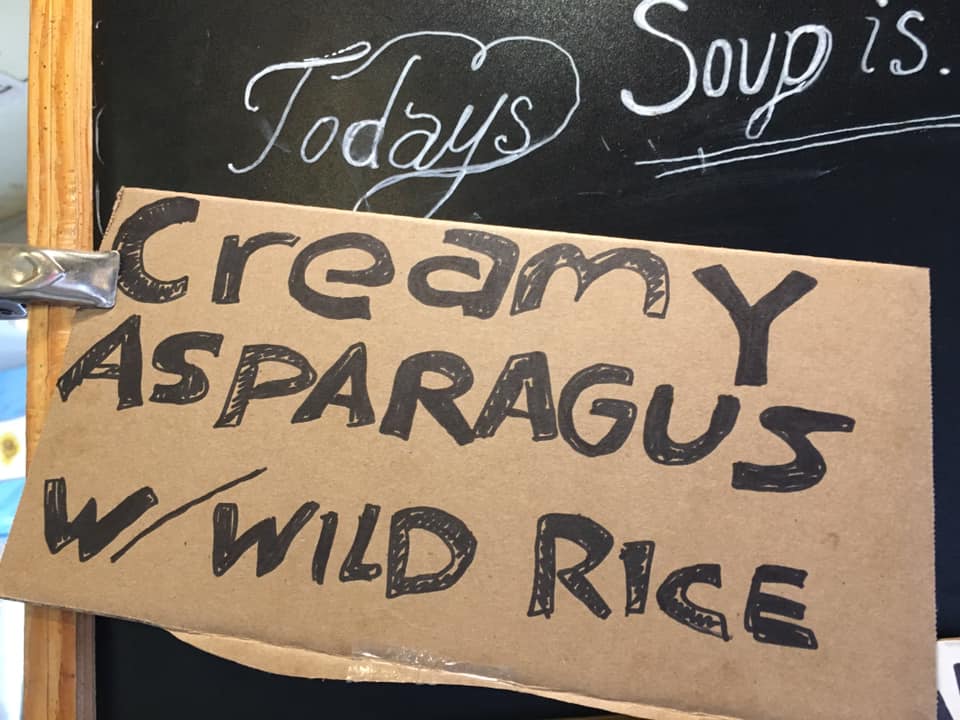 Todays Soup is.
Creamy
ASPARAGUS
W/ WILD RICE